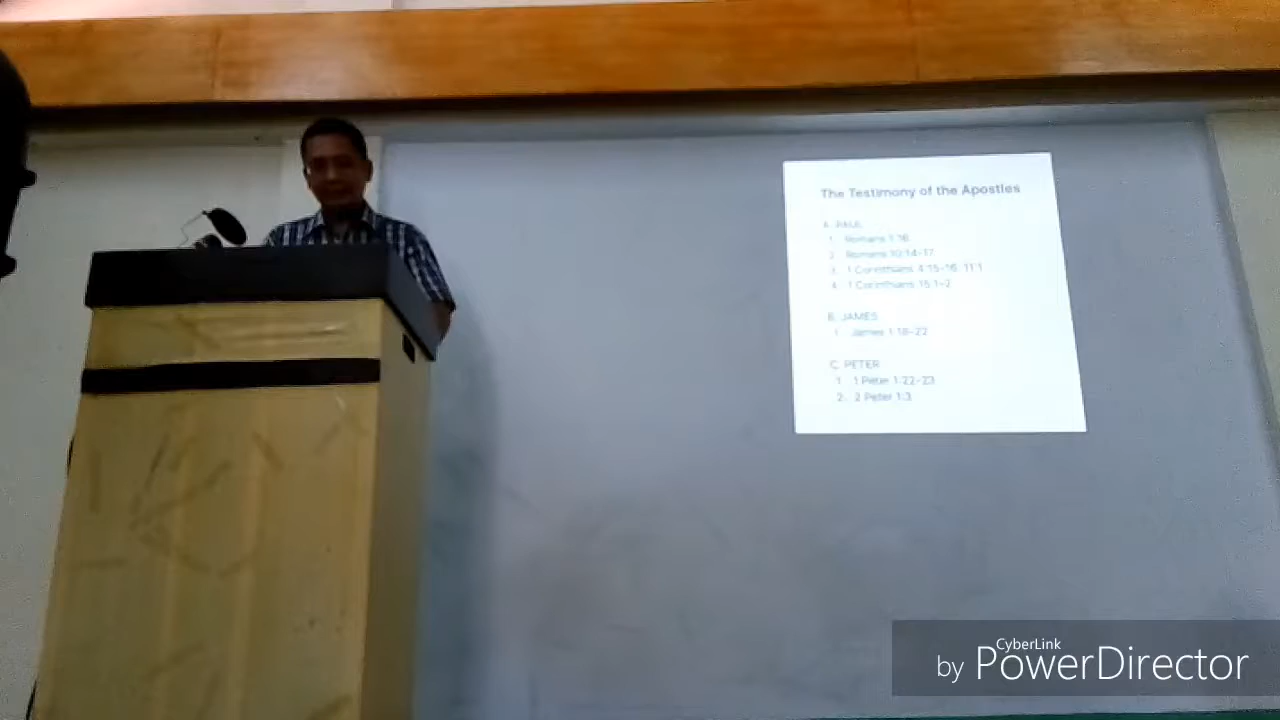 The Testimony of the Apostles
A. PAUL
1. Romans 1:16
2. Romans 10:14-17
3. 1 Corinthians 4:15-16; 11:1
4. 1 Corinthians 15:1-2
B. JAMES
1. James 1:18-22
C. PETER
1. 1 Peter 1:22-23
2. 2 Peter 1:3
CyberLink
by PowerDirector